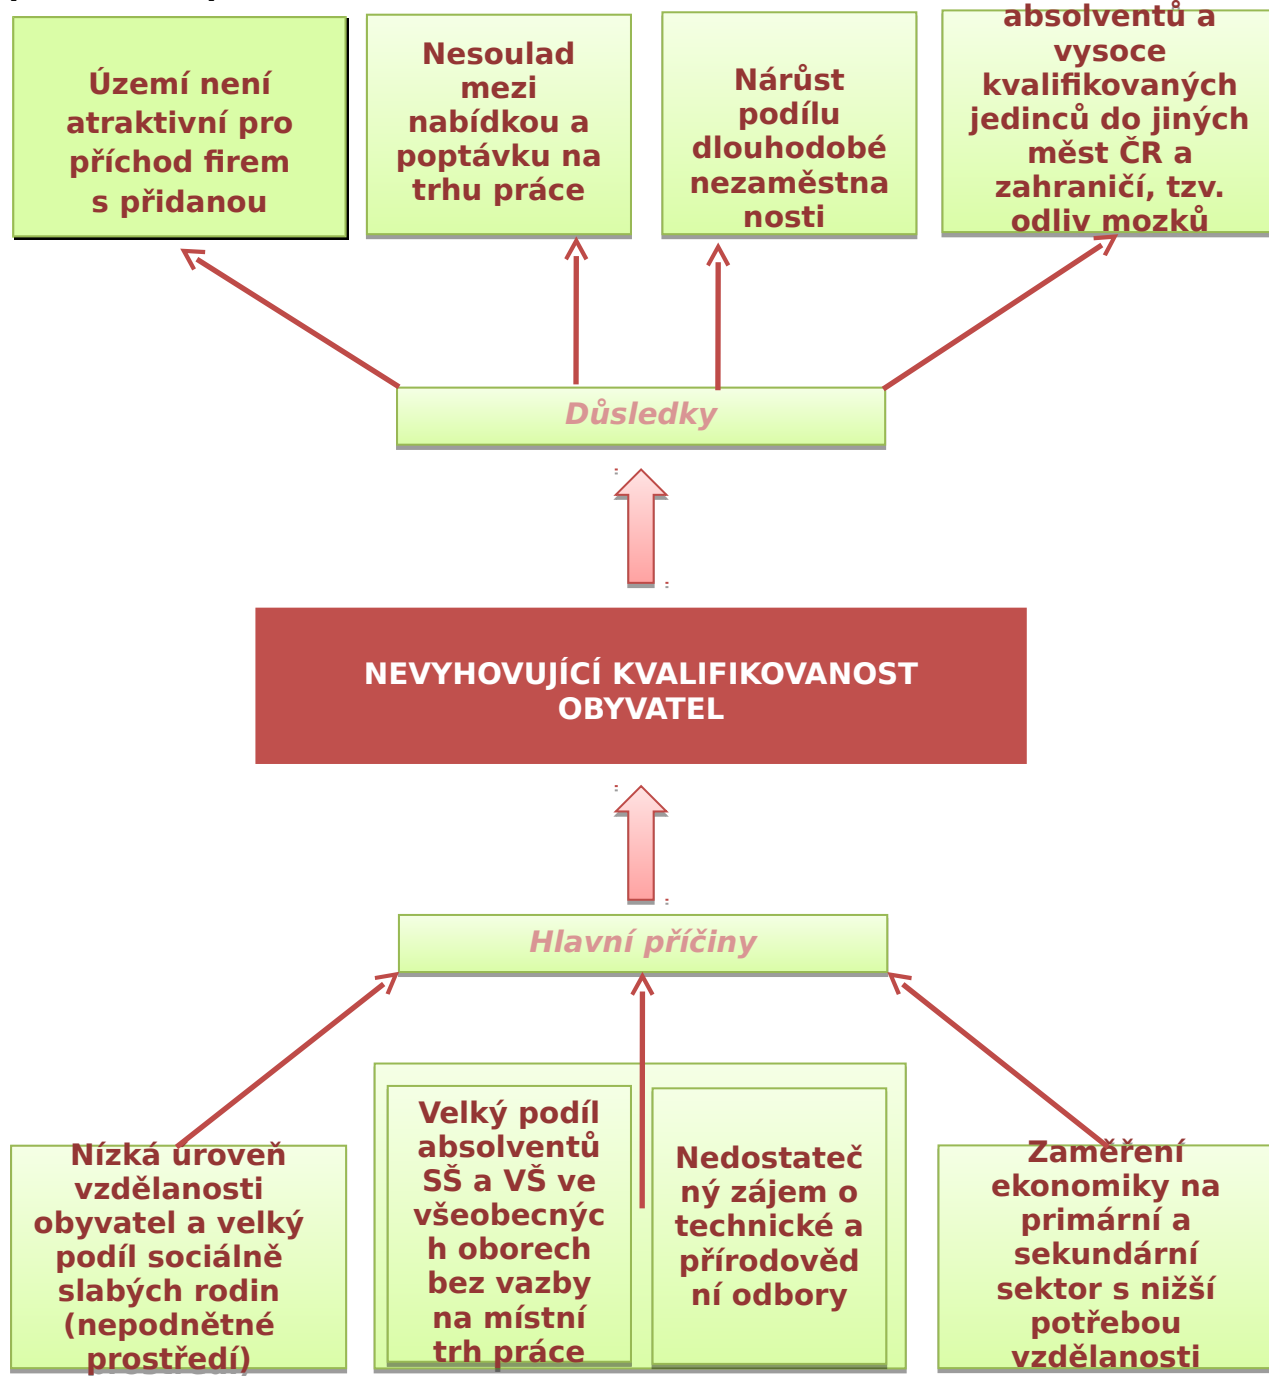 Území není
atraktivní pro
příchod firem
s přidanou
Nesoulad
mezi
nabídkou a
poptávku na
trhu práce
Nárůst
podílu
dlouhodobé
nezaměstna
nosti
absolventů a
vysoce
kvalifikovaných
jedinců do jiných
měst ČR a
zahraničí, tzv.
odliv mozků
Důsledky
NEVYHOVUJÍCÍ KVALIFIKOVANOST
OBYVATEL
Hlavní příčiny
Nízká úroveň
vzdělanosti
obyvatel a velký
podíl sociálně
slabých rodin
(nepodnětné
prostředí)
Velký podíl
absolventů
SŠ a VŠ ve
všeobecnýc
h oborech
bez vazby
na místní
trh práce
Nedostateč
ný zájem o
technické a
přírodověd
ní odbory
Zaměření
ekonomiky na
primární a
sekundární
sektor s nižší
potřebou
vzdělanosti